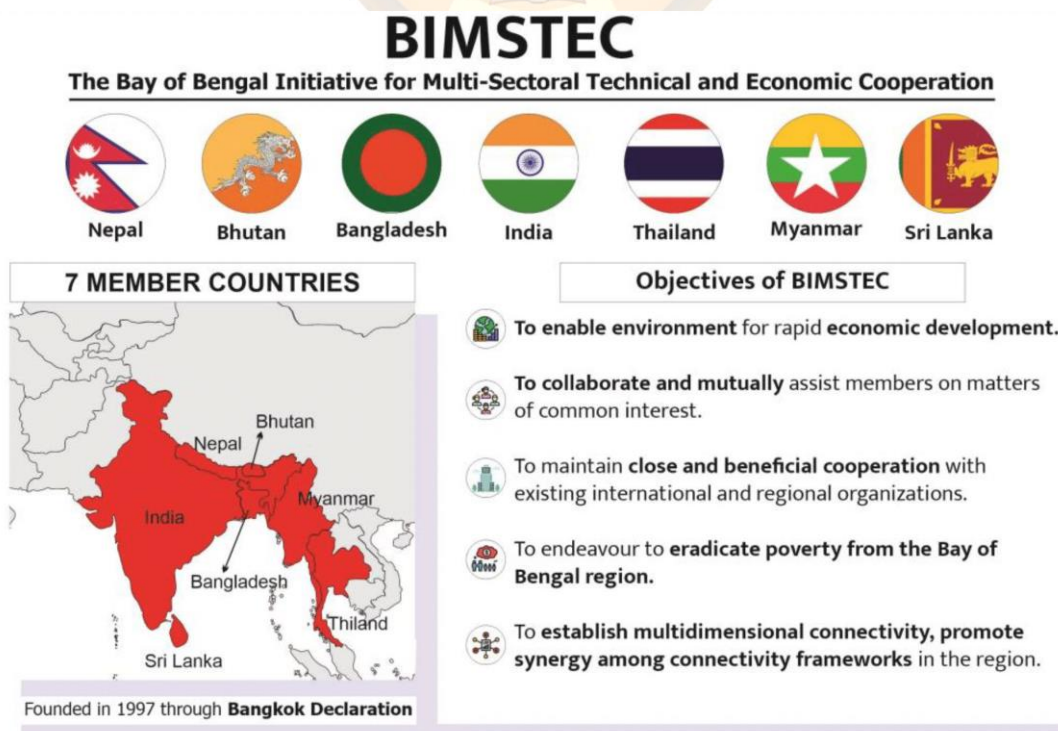 BIMSTEC
The Bay of Bengal Initiative for Multi-Sectoral Technical and Economic Cooperation
Nepal
Bhutan
Bangladesh
India
Thailand
Myanmar
Sri Lanka
7 MEMBER COUNTRIES
Bhutan
Nepal
Myanmar
India
Bangladesh
Thiland
Sri Lanka
Founded in 1997 through Bangkok Declaration
Objectives of BIMSTEC
To enable environment for rapid economic development.
To collaborate and mutually assist members on matters
of common interest.
To maintain close and beneficial cooperation with
existing international and regional organizations.
To endeavour to eradicate poverty from the Bay of
Bengal region.
To establish multidimensional connectivity, promote
synergy among connectivity frameworks in the region.